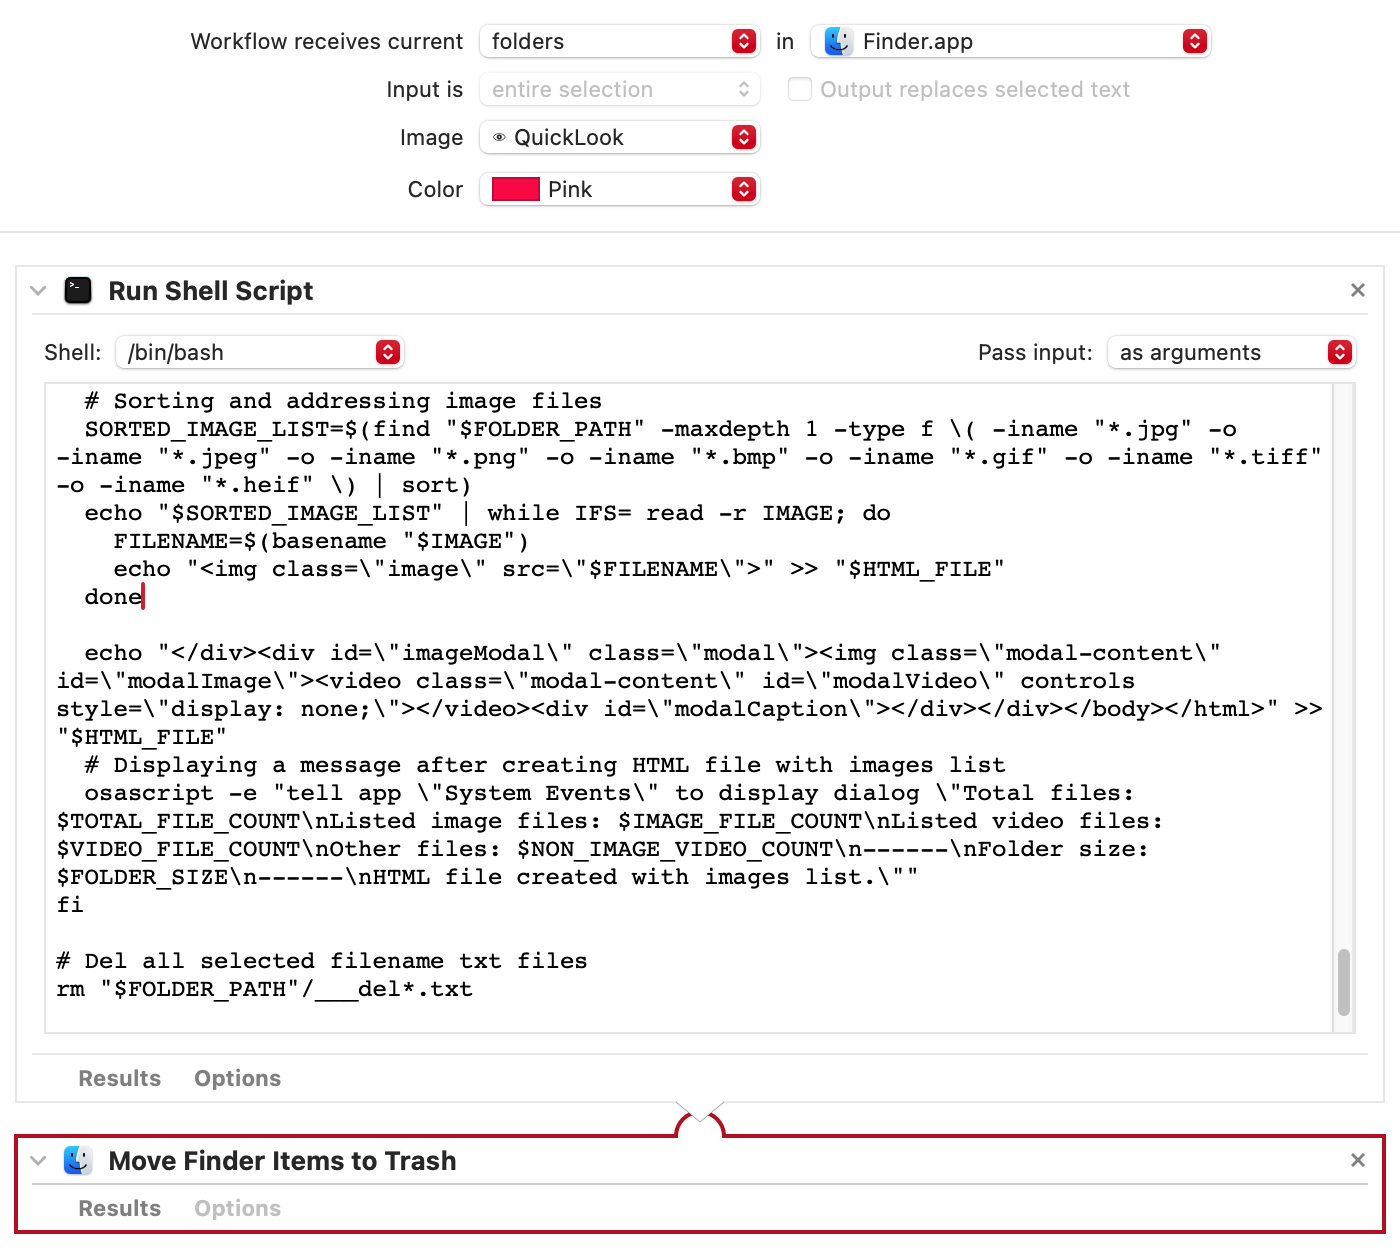 Workflow receives current folders in Finder.app
Input is entire selection Output replaces selected text
Image QuickLook
Color Pink
Run Shell Script
Shell: /bin/bash Pass input: as arguments
# Sorting and addressing image files
SORTED_IMAGE_LIST=$(find "$FOLDER_PATH" -maxdepth 1 -type f \( -iname "*.jpg" -o
-iname "*.jpeg" -o -iname "*.png" -o -iname "*.bmp" -o -iname "*.gif" -o -iname "*.tiff"
-o -iname "*.heif" \) | sort)
echo "$SORTED_IMAGE_LIST" | while IFS= read -r IMAGE; do
FILENAME=$(basename "$IMAGE")
echo "<img class=\"image\" src=\"$FILENAME\">" >> "$HTML_FILE"
done
echo "</div><div id=\"imageModal\" class=\"modal\"><img class=\"modal-content\"
id=\"modalImage\"><video class=\"modal-content\" id=\"modalVideo\" controls
style=\"display: none;\"></video><div id=\"modalCaption\"></div></div></body></html>" >>
"$HTML_FILE"
# Displaying a message after creating HTML file with images list
osascript -e "tell app \"System Events\" to display dialog \"Total files:
$TOTAL_FILE_COUNT\nListed image files: $IMAGE_FILE_COUNT\nListed video files:
$VIDEO_FILE_COUNT\nOther files: $NON_IMAGE_VIDEO_COUNT\n------\nFolder size:
$FOLDER_SIZE\n------\nHTML file created with images list.\""
fi
# Del all selected filename txt files
rm "$FOLDER_PATH"/___del*.txt
Results Options
Move Finder Items to Trash
Results Options